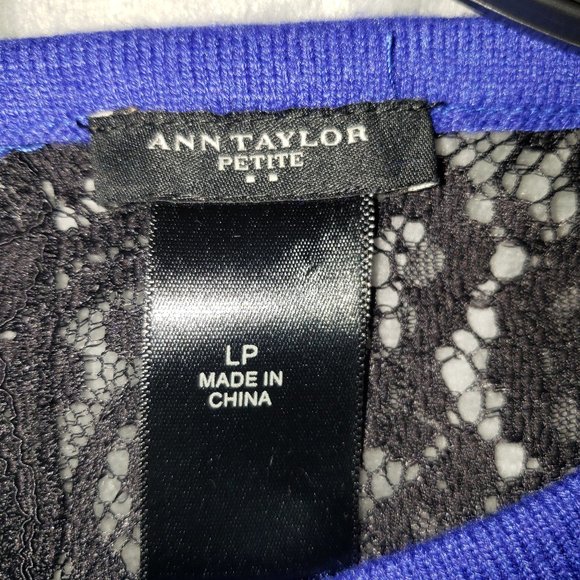 ANN TAYLOR
PETITE
LP
MADE IN
CHINA